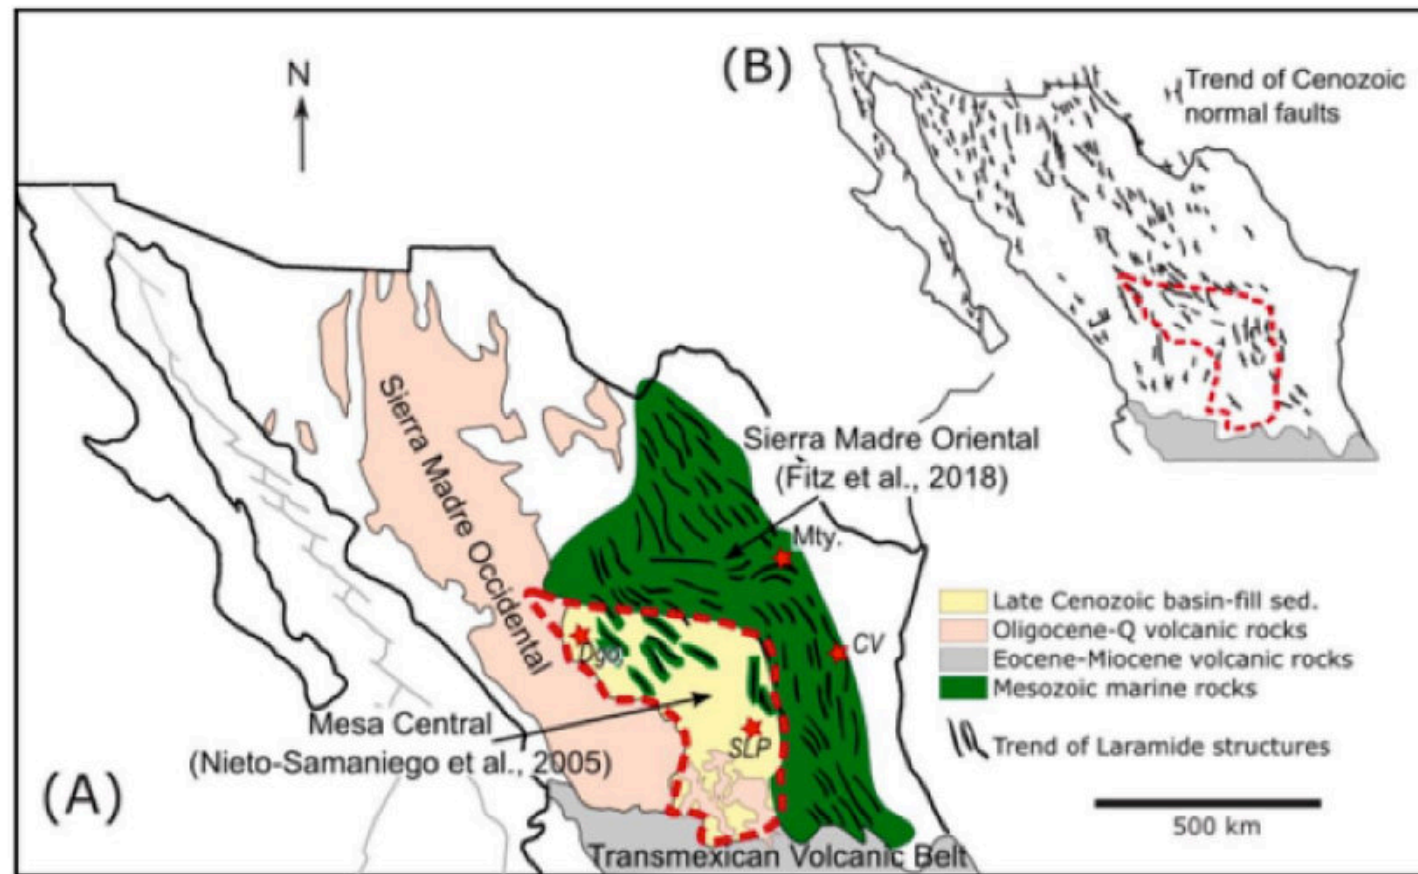 N
(B)
Trend of Cenozoic
normal faults
Sierra Madre Occidental
Sierra Madre Oriental
(Fitz et al., 2018)
Mty.
CV
Dgo
SLP
Mesa Central
(Nieto-Samaniego et al., 2005)
(A)
Transmexican Volcanic Belt
Late Cenozoic basin-fill sed.
Oligocene-Q volcanic rocks
Eocene-Miocene volcanic rocks
Mesozoic marine rocks
Trend of Laramide structures
500 km